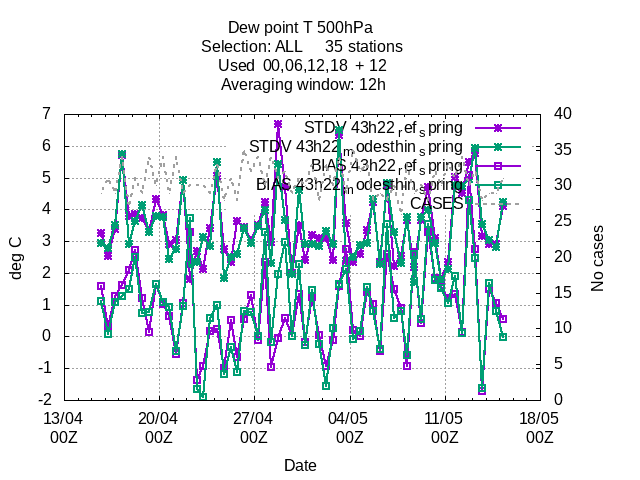 Dew point T 500hPa
Selection: ALL 35 stations
Used 00,06,12,18 + 12
Averaging window: 12h
STDV 43h22_ref_spring
STDV 43h22_modesthin_spring
BIAS 43h22_ref_spring
BIAS 43h22_modesthin_spring
CASES
7
6
5
4
3
2
1
0
-1
-2
deg C
40
35
30
25
20
15
10
5
0
No cases
13/04 20/04 27/04 04/05 11/05 18/05
00Z 00Z 00Z 00Z 00Z 00Z
Date